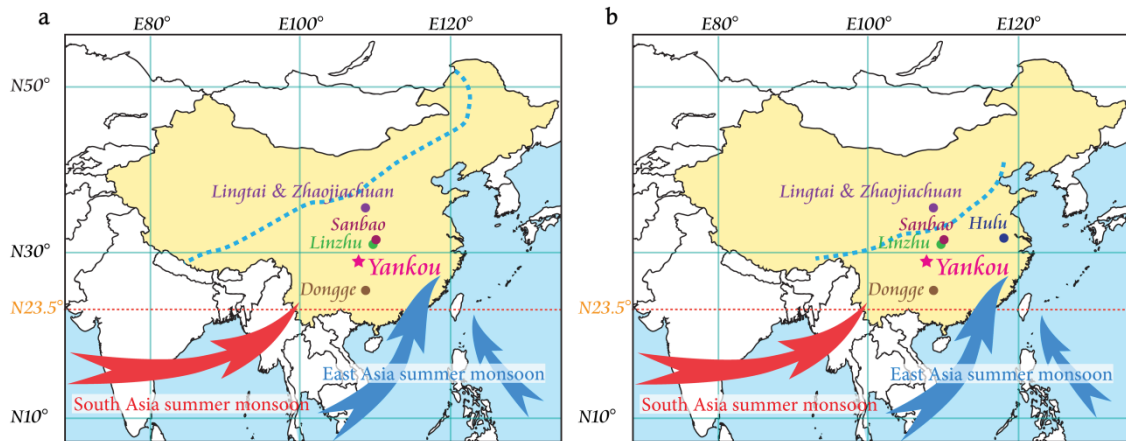 a
E80° E100° E120°
N50°
Lingtai & Zhaojiachuan
Sanbao
Linzhu
N30°
Yankou
Dongge
N23.5°
East Asia summer monsoon
South Asia summer monsoon
N10°
b
E80° E100° E120°
Lingtai & Zhaojiachuan
Sanbao
Hulu
Linzhu
N30°
Yankou
Dongge
N23.5°
East Asia summer monsoon
South Asia summer monsoon
N10°